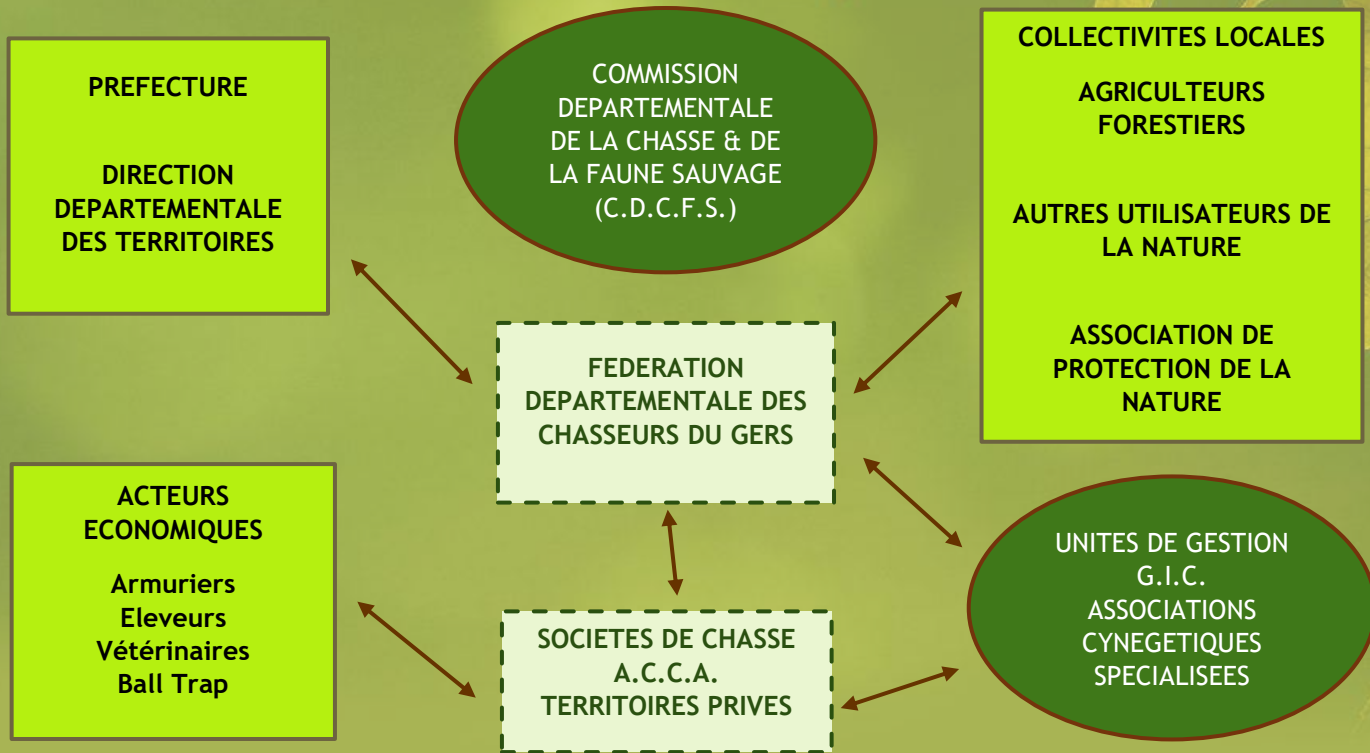 PREFECTURE
DIRECTION
DEPARTEMENTALE
DES TERRITOIRES
COMMISSION
DEPARTEMENTALE
DE LA CHASSE & DE
LA FAUNE SAUVAGE
(C.D.C.F.S.)
COLLECTIVITES LOCALES
AGRICULTEURS
FORESTIERS
AUTRES UTILISATEURS DE
LA NATURE
ASSOCIATION DE
PROTECTION DE LA
NATURE
FEDERATION
DEPARTEMENTALE DES
CHASSEURS DU GERS
ACTEURS
ECONOMIQUES
Armuriers
Eleveurs
Vétérinaires
Ball Trap
SOCIETES DE CHASSE
A.C.C.A.
TERRITOIRES PRIVES
UNITES DE GESTION
G.I.C.
ASSOCIATIONS
CYNEGETIQUES
SPECIALISEES